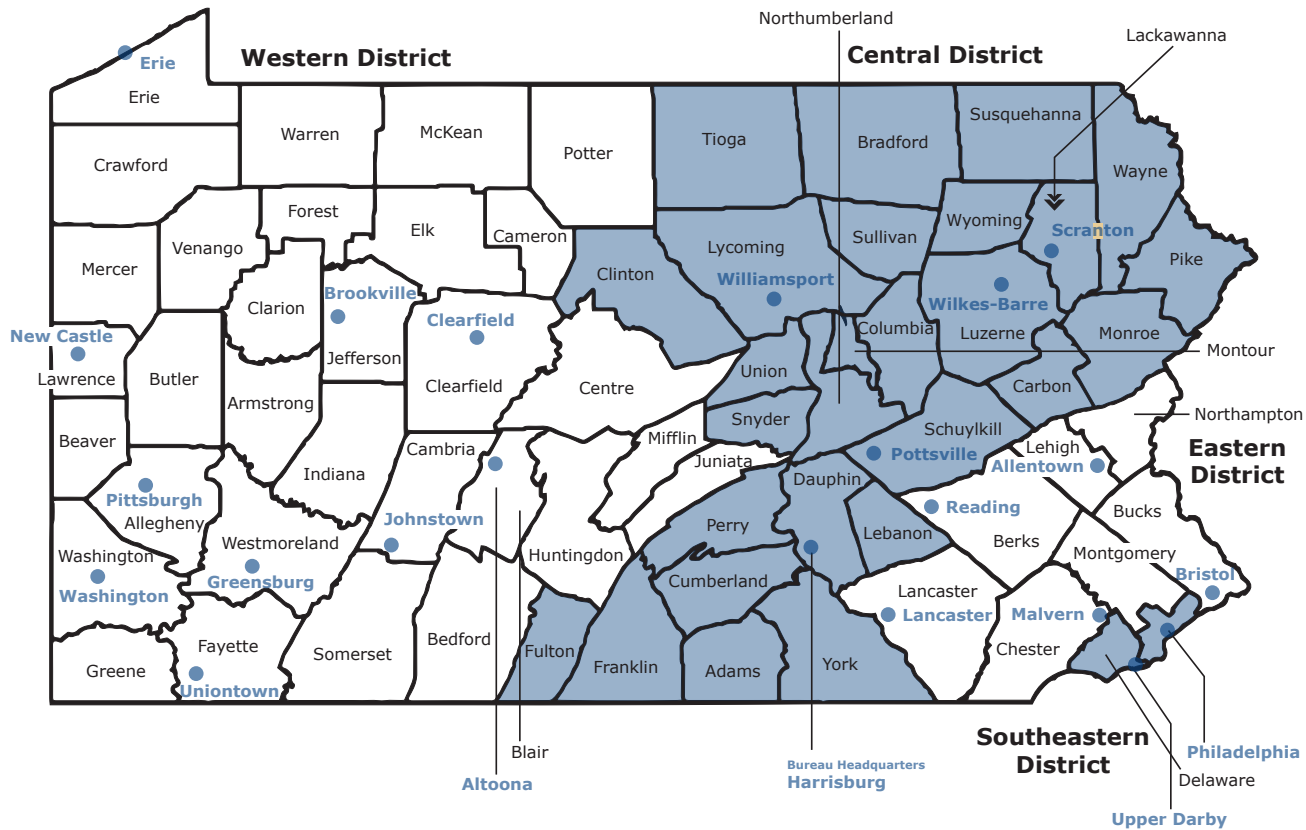 Northumberland
Lackawanna
Western District
Central District
Erie
Erie
Warren
McKean
Potter
Tioga
Bradford
Susquehanna
Wayne
Crawford
Forest
Elk
Cameron
Venango
Mercer
Clarion
Brookville
Jefferson
Clearfield
Clearfield
Clinton
Lycoming
Williamsport
Sullivan
Wyoming
Scranton
Pike
Wilkes-Barre
Luzerne
Columbia
Monroe
Montour
New Castle
Lawrence
Butler
Armstrong
Centre
Union
Snyder
Carbon
Northampton
Beaver
Indiana
Cambria
Mifflin
Juniata
Schuylkill
Pottsville
Lehigh
Allentown
Eastern
District
Pittsburgh
Allegheny
Johnstown
Dauphin
Perry
Lebanon
Reading
Berks
Bucks
Montgomery
Bristol
Washington
Washington
Westmoreland
Greensburg
Huntingdon
Cumberland
Lancaster
Lancaster
Malvern
Chester
Greene
Fayette
Uniontown
Somerset
Bedford
Fulton
Franklin
Adams
York
Blair
Altoona
Bureau Headquarters
Harrisburg
Southeastern
District
Philadelphia
Delaware
Upper Darby